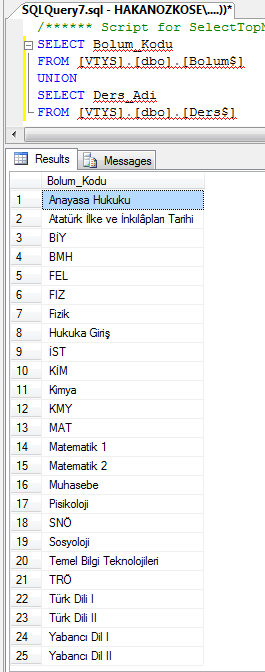 SQLQuery7.sql - HAKANOZKOSE\....))*
/****** Script for SelectTopN
SELECT Bolum_Kodu
FROM [VTYS].[dbo].[Bolum$]
UNION
SELECT Ders_Adi
FROM [VTYS].[dbo].[Ders$]
Results Messages
Bolum_Kodu
1 Anayasa Hukuku
2 Atatürk İlke ve İnkılâpları Tarihi
3 BİY
4 BMH
5 FEL
6 FIZ
7 Fizik
8 Hukuka Giriş
9 İST
10 KİM
11 Kimya
12 KMY
13 MAT
14 Matematik 1
15 Matematik 2
16 Muhasebe
17 Pisikoloji
18 SNÖ
19 Sosyoloji
20 Temel Bilgi Teknolojileri
21 TRÖ
22 Türk Dili I
23 Türk Dili II
24 Yabancı Dil I
25 Yabancı Dil II